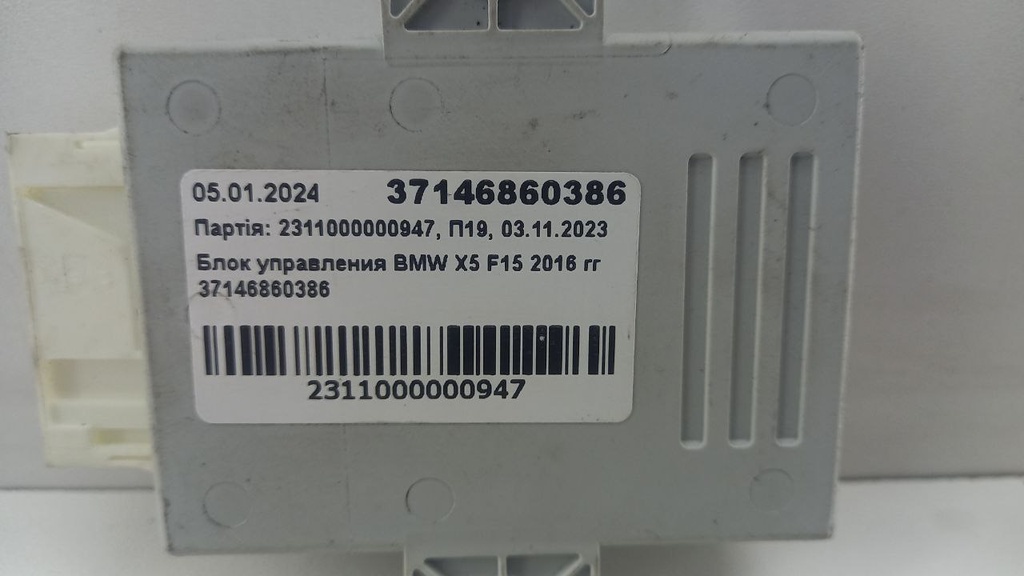 05.01.2024 37146860386
Партія: 2311000000947, П19, 03.11.2023
Блок управления BMW X5 F15 2016 гг
37146860386
2311000000947